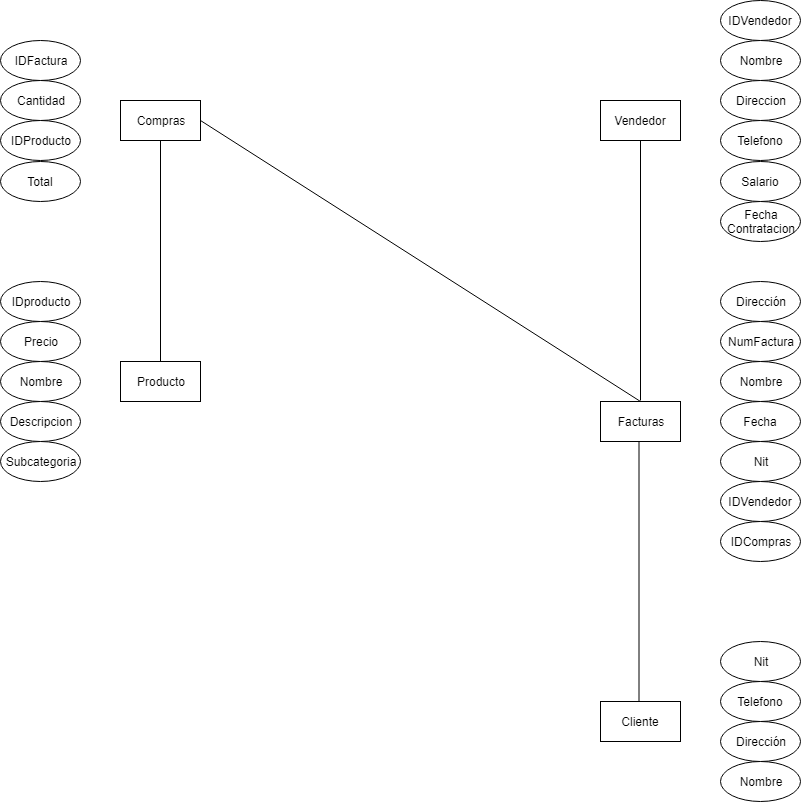 IDFactura
Cantidad
IDProducto
Total
Compras
Vendedor
IDVendedor
Nombre
Direccion
Telefono
Salario
Fecha
Contratacion
IDproducto
Precio
Nombre
Descripcion
Subcategoria
Producto
Facturas
Dirección
NumFactura
Nombre
Fecha
Nit
IDVendedor
IDCompras
Cliente
Nit
Telefono
Dirección
Nombre